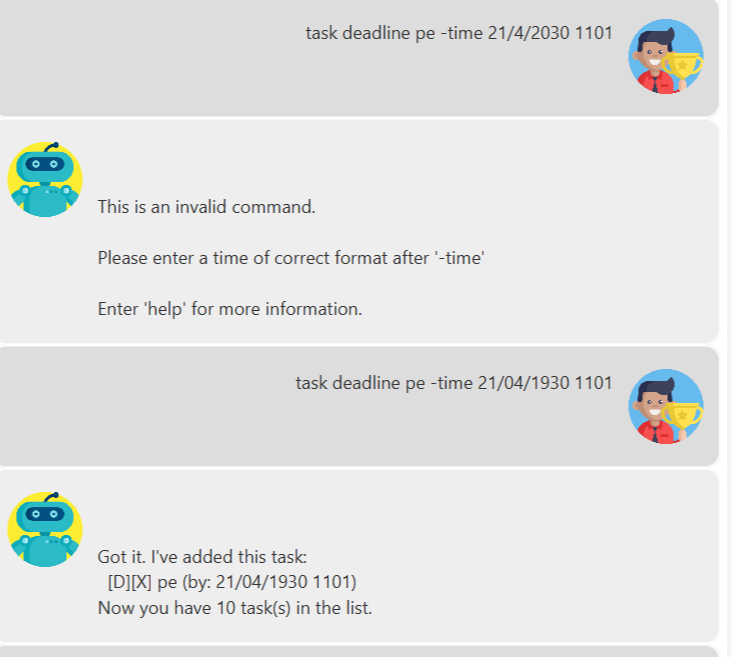 task deadline pe -time 21/4/2030 1101
This is an invalid command.
Please enter a time of correct format after '-time'
Enter 'help' for more information.
task deadline pe -time 21/04/1930 1101
Got it. I've added this task:
[D][X] pe (by: 21/04/1930 1101)
Now you have 10 task(s) in the list.